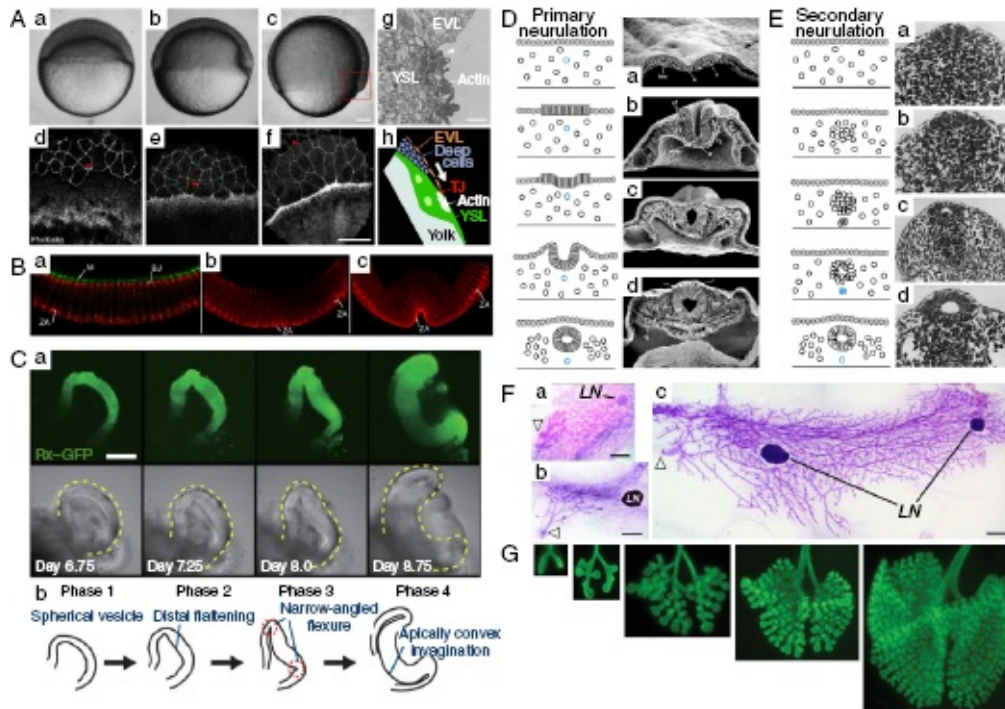 A
a
b
c
g
EVL
YSL
Actin
d
e
f
h
EVL
Deep
cells
TJ
Actin
YSL
Yolk
B
a
b
c
ZA
ZA
ZA
ZA
ZA
C
a
Rx–GFP
Day 6.75
Day 7.25
Day 8.0
Day 8.75
b
Phase 1
Phase 2
Phase 3
Phase 4
Spherical vesicle
Distal flattening
Narrow-angled
flexure
Apically convex
invagination
D
Primary
neurulation
a
b
c
d
E
Secondary
neurulation
a
b
c
d
F
a
LN
b
LN
c
LN
G